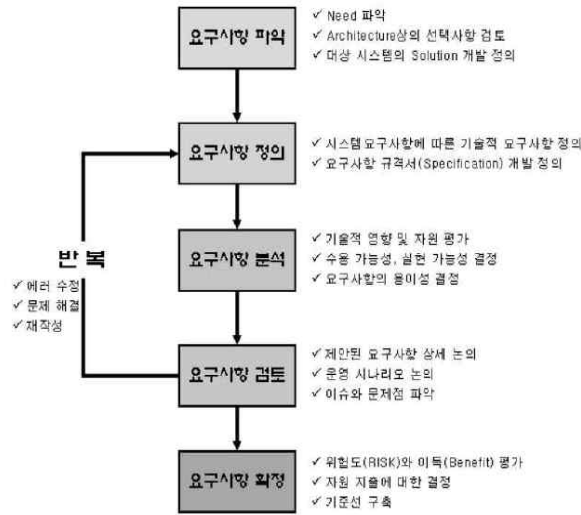 요구사항 파악
✓ Need 파악
✓ Architecture상의 선택사항 검토
✓ 대상 시스템의 Solution 개발 정의
요구사항 정의
✓ 시스템요구사항에 따른 기술적 요구사항 정의
✓ 요구사항 규격서(Specification) 개발 정의
반 복
✓ 에러 수정
✓ 문제 해결
✓ 재작성
요구사항 분석
✓ 기술적 영향 및 자원 평가
✓ 수용 가능성, 실현 가능성 결정
✓ 요구사항의 용이성 결정
요구사항 검토
✓ 제안된 요구사항 상세 논의
✓ 운영 시나리오 논의
✓ 이슈와 문제점 파악
요구사항 확정
✓ 위험도(RISK)와 이득(Benefit) 평가
✓ 자원 지출에 대한 결정
✓ 기준선 구축